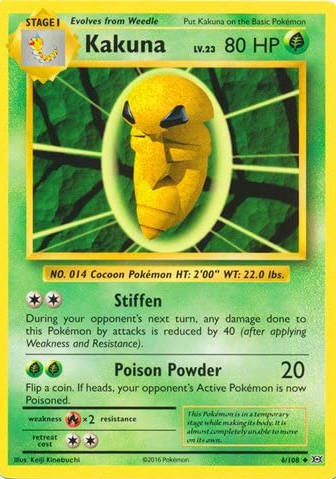 STAGE 1 Evolves from Weedle Put Kakuna on the Basic Pokémon
Kakuna LV.23 80 HP
NO. 014 Cocoon Pokémon HT: 2'00" WT: 22.0 lbs.
Stiffen
During your opponent's next turn, any damage done to
this Pokémon by attacks is reduced by 40 (after applying
Weakness and Resistance).
Poison Powder 20
Flip a coin. If heads, your opponent's Active Pokémon is now
Poisoned.
weakness ×2 resistance
retreat
cost
This Pokémon is in a temporary
stage while making its body. It is
almost completely unable to move
on its own.
Illus. Keiji Kinebuchi ©2016 Pokémon 6/108